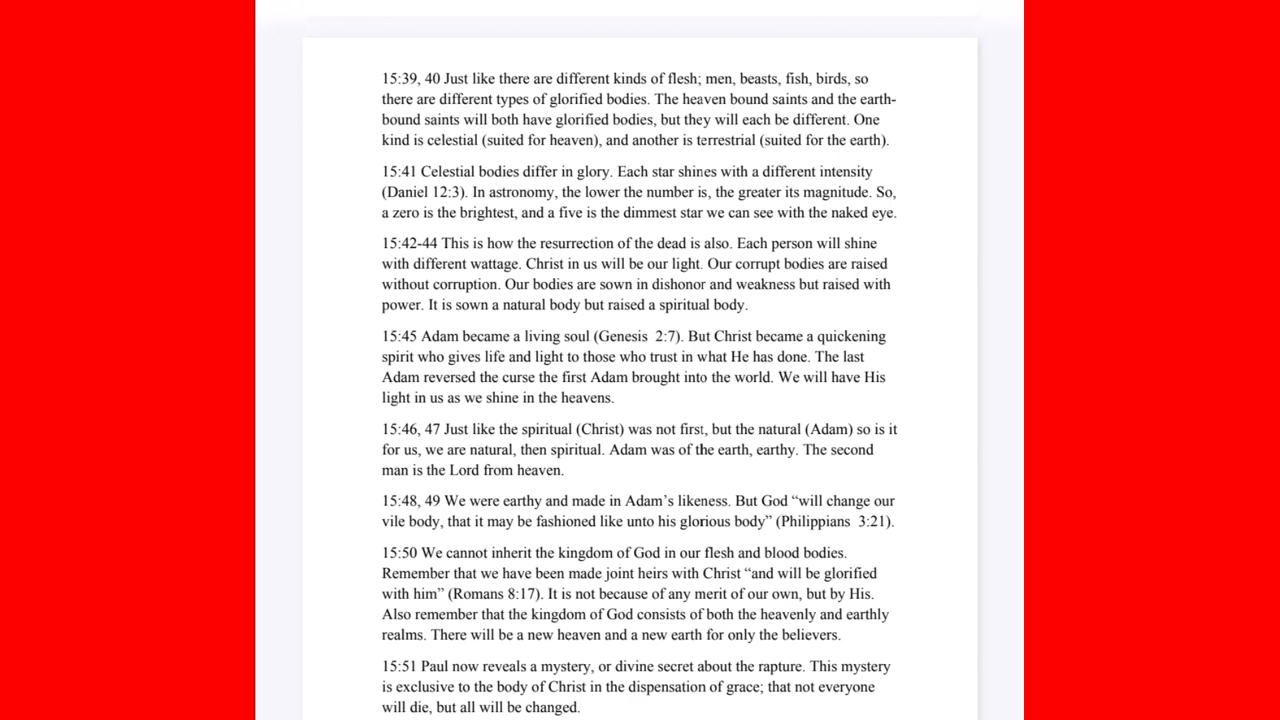 15:39, 40 Just like there are different kinds of flesh; men, beasts, fish, birds, so
there are different types of glorified bodies. The heaven bound saints and the earth-
bound saints will both have glorified bodies, but they will each be different. One
kind is celestial (suited for heaven), and another is terrestrial (suited for the earth).
15:41 Celestial bodies differ in glory. Each star shines with a different intensity
(Daniel 12:3). In astronomy, the lower the number is, the greater its magnitude. So,
a zero is the brightest, and a five is the dimmest star we can see with the naked eye.
15:42-44 This is how the resurrection of the dead is also. Each person will shine
with different wattage. Christ in us will be our light. Our corrupt bodies are raised
without corruption. Our bodies are sown in dishonor and weakness but raised with
power. It is sown a natural body but raised a spiritual body.
15:45 Adam became a living soul (Genesis 2:7). But Christ became a quickening
spirit who gives life and light to those who trust in what He has done. The last
Adam reversed the curse the first Adam brought into the world. We will have His
light in us as we shine in the heavens.
15:46, 47 Just like the spiritual (Christ) was not first, but the natural (Adam) so is it
for us, we are natural, then spiritual. Adam was of the earth, earthy. The second
man is the Lord from heaven.
15:48, 49 We were earthy and made in Adam’s likeness. But God “will change our
vile body, that it may be fashioned like unto his glorious body” (Philippians 3:21).
15:50 We cannot inherit the kingdom of God in our flesh and blood bodies.
Remember that we have been made joint heirs with Christ “and will be glorified
with him” (Romans 8:17). It is not because of any merit of our own, but by His.
Also remember that the kingdom of God consists of both the heavenly and earthly
realms. There will be a new heaven and a new earth for only the believers.
15:51 Paul now reveals a mystery, or divine secret about the rapture. This mystery
is exclusive to the body of Christ in the dispensation of grace; that not everyone
will die, but all will be changed.